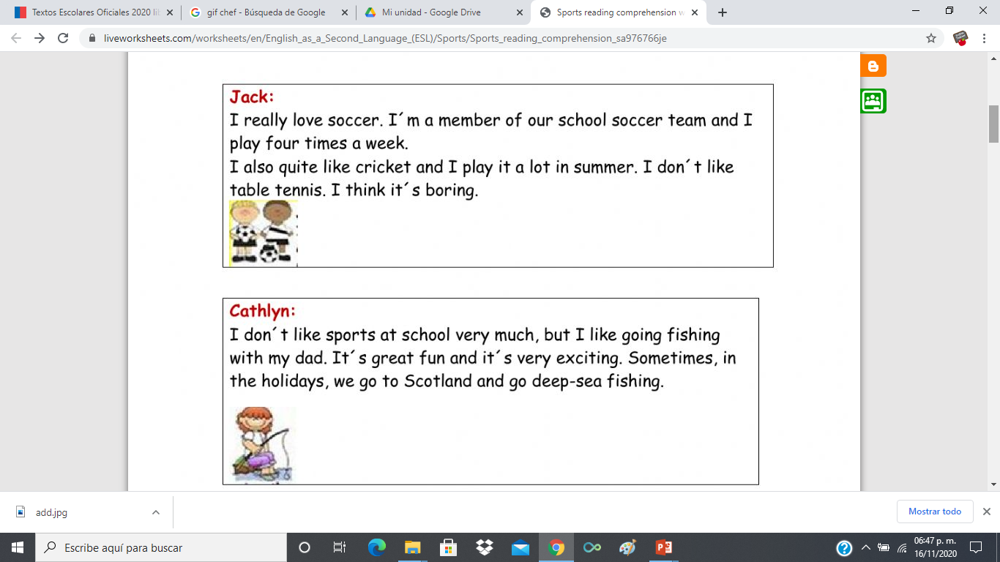 Textos Escolares Oficiales 2020 lib
gif chef - Búsqueda de Google
Mi unidad - Google Drive
Sports reading comprehension w
liveworksheets.com/worksheets/en/English_as_a_Second_Language_(ESL)/Sports/Sports_reading_comprehension_sa976766je
Jack:
I really love soccer. I´m a member of our school soccer team and I
play four times a week.
I also quite like cricket and I play it a lot in summer. I don´t like
table tennis. I think it´s boring.
Cathlyn:
I don´t like sports at school very much, but I like going fishing
with my dad. It´s great fun and it´s very exciting. Sometimes, in
the holidays, we go to Scotland and go deep-sea fishing.
add.jpg
Mostrar todo
Escribe aquí para buscar
06:47 p. m.
16/11/2020